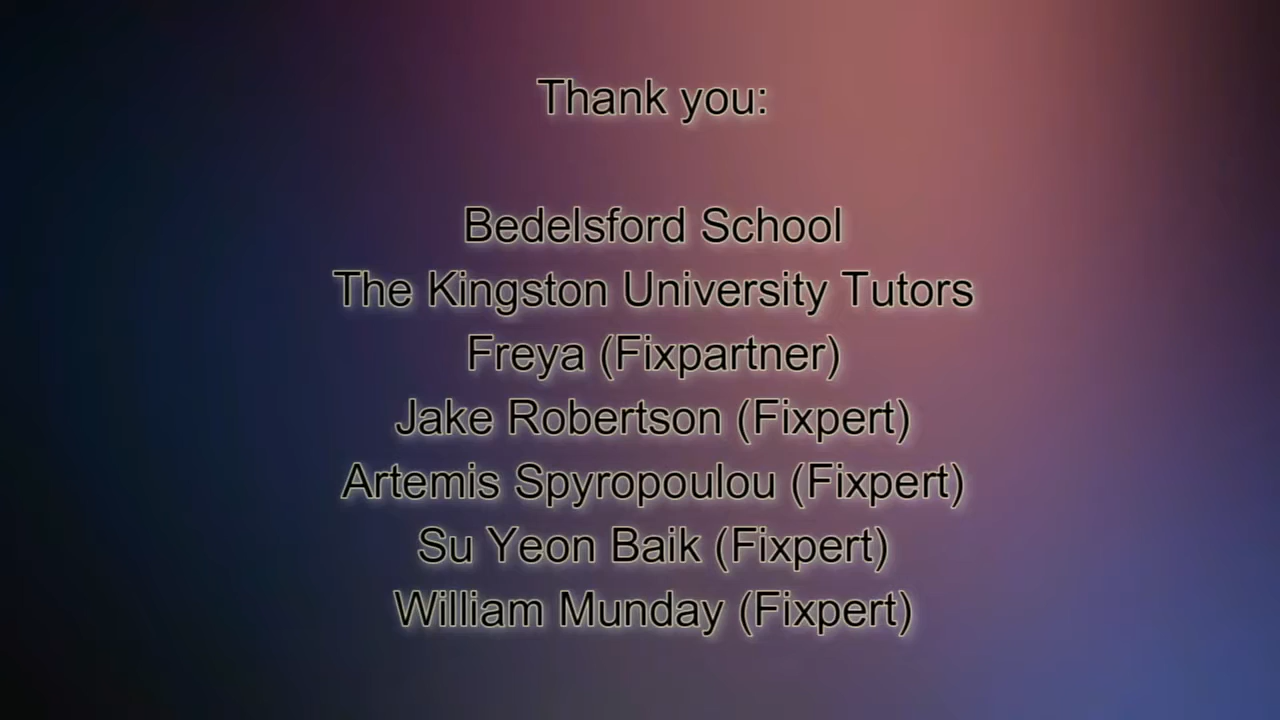 Thank you:
Bedelsford School
The Kingston University Tutors
Freya (Fixpartner)
Jake Robertson (Fixpert)
Artemis Spyropoulou (Fixpert)
Su Yeon Baik (Fixpert)
William Munday (Fixpert)